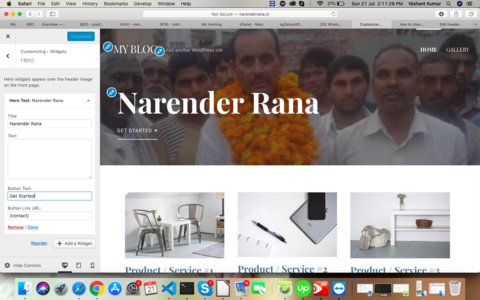 Safari File Edit View History Bookmarks Window Help
Sun 21 Jul 2:11:26 PM Nishant Kumar
Not Secure — narenderrana.in
Customizing ▸ Widgets
Hero
Published
Hero widgets appear over the header image
on the front page.
Hero Text: Narender Rana
Title:
Narender Rana
Text:
Button Text:
Get Started
Button Link URL:
/contact/
Remove | Done
Reorder
+ Add a Widget
Hide Controls
MY BLOG
Just another WordPress site
HOME
GALLERY
Narender Rana
GET STARTED
Product / Service #1
Product / Service #2
Product / Service #3